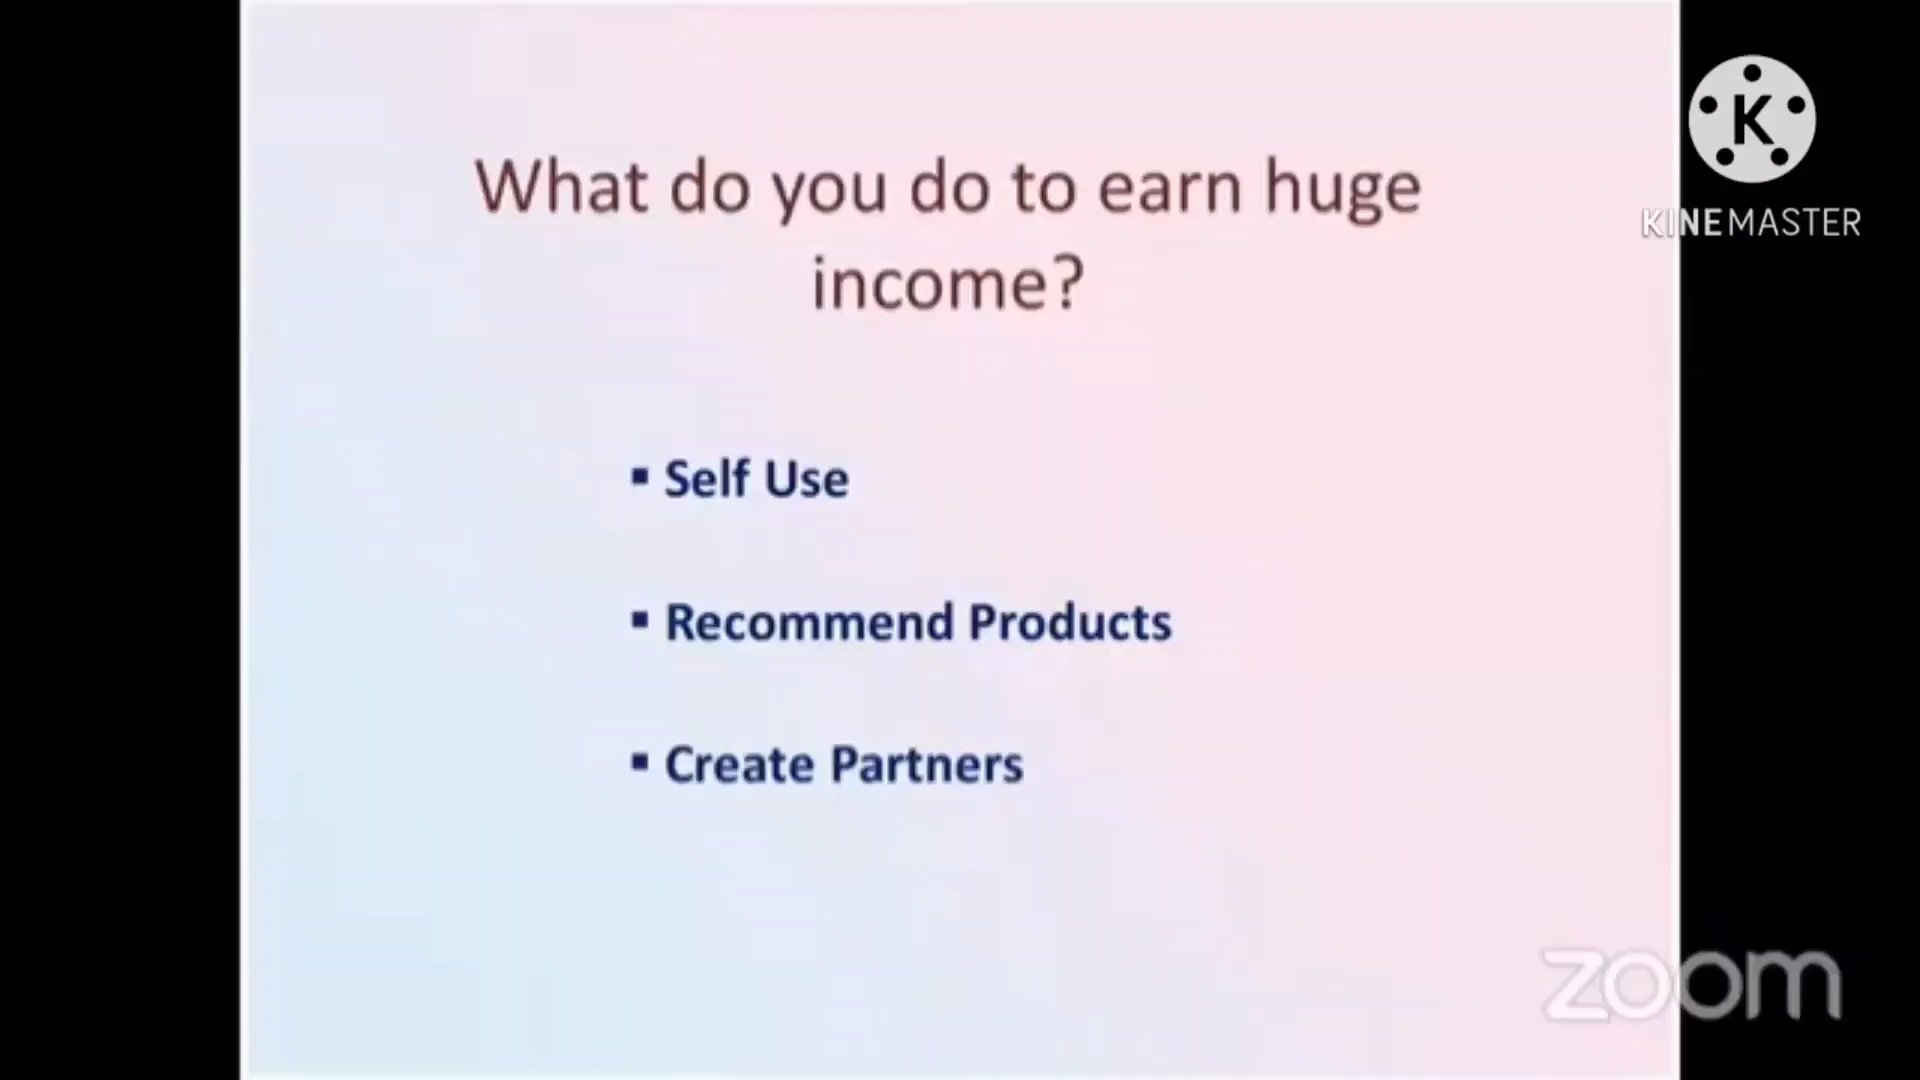 What do you do to earn huge
income?
▪ Self Use
▪ Recommend Products
▪ Create Partners
K
KINEMASTER
zoom